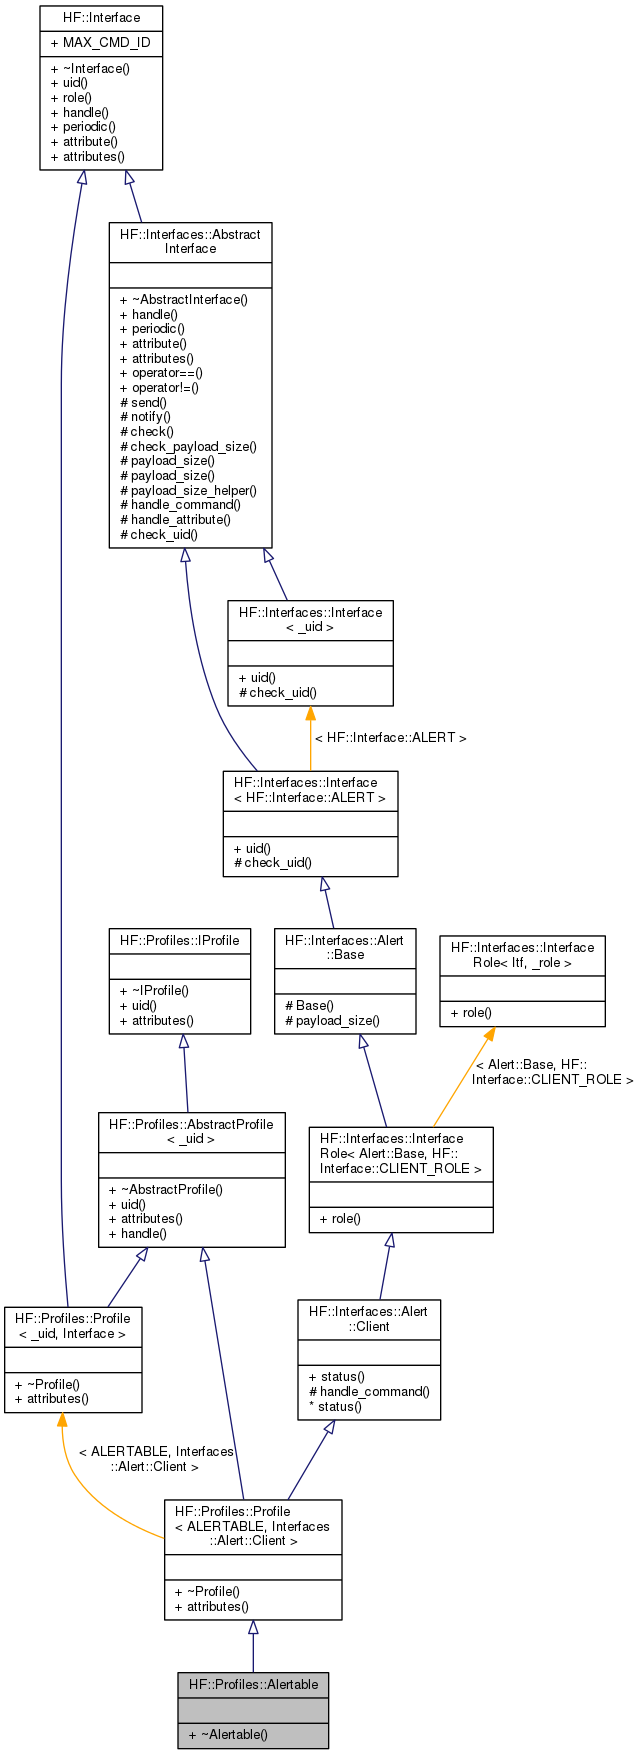 HF::Interface
+ MAX_CMD_ID
+ ~Interface()
+ uid()
+ role()
+ handle()
+ periodic()
+ attribute()
+ attributes()
HF::Interfaces::Abstract
Interface
+ ~AbstractInterface()
+ handle()
+ periodic()
+ attribute()
+ attributes()
+ operator==()
+ operator!=()
# send()
# notify()
# check()
# check_payload_size()
# payload_size()
# payload_size()
# payload_size_helper()
# handle_command()
# handle_attribute()
# check_uid()
HF::Interfaces::Interface
< _uid >
+ uid()
# check_uid()
< HF::Interface::ALERT >
HF::Interfaces::Interface
< HF::Interface::ALERT >
+ uid()
# check_uid()
HF::Profiles::IProfile
+ ~IProfile()
+ uid()
+ attributes()
HF::Interfaces::Alert
::Base
# Base()
# payload_size()
HF::Interfaces::Interface
Role< Itf, _role >
+ role()
< Alert::Base, HF::
Interface::CLIENT_ROLE >
HF::Profiles::AbstractProfile
< _uid >
+ ~AbstractProfile()
+ uid()
+ attributes()
+ handle()
HF::Interfaces::Interface
Role< Alert::Base, HF::
Interface::CLIENT_ROLE >
+ role()
HF::Profiles::Profile
< _uid, Interface >
+ ~Profile()
+ attributes()
HF::Interfaces::Alert
::Client
+ status()
# handle_command()
* status()
< ALERTABLE, Interfaces
::Alert::Client >
HF::Profiles::Profile
< ALERTABLE, Interfaces
::Alert::Client >
+ ~Profile()
+ attributes()
HF::Profiles::Alertable
+ ~Alertable()